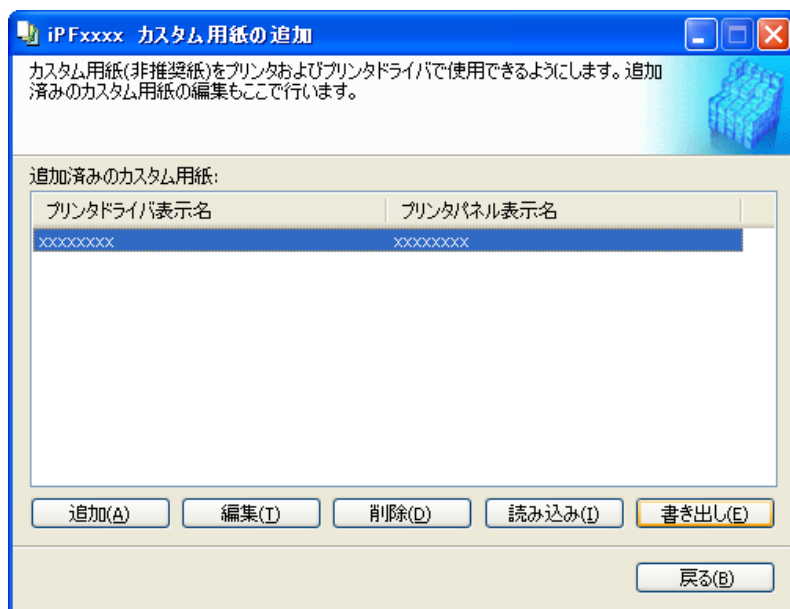 iPFxxxx カスタム用紙の追加
カスタム用紙(非推奨紙)をプリンタおよびプリンタドライバで使用できるようにします。追加
済みのカスタム用紙の編集もここで行います。
追加済みのカスタム用紙:
プリンタドライバ表示名 プリンタパネル表示名
xxxxxxxx xxxxxxxx
追加(A) 編集(T) 削除(D) 読み込み(I) 書き出し(E)
戻る(B)